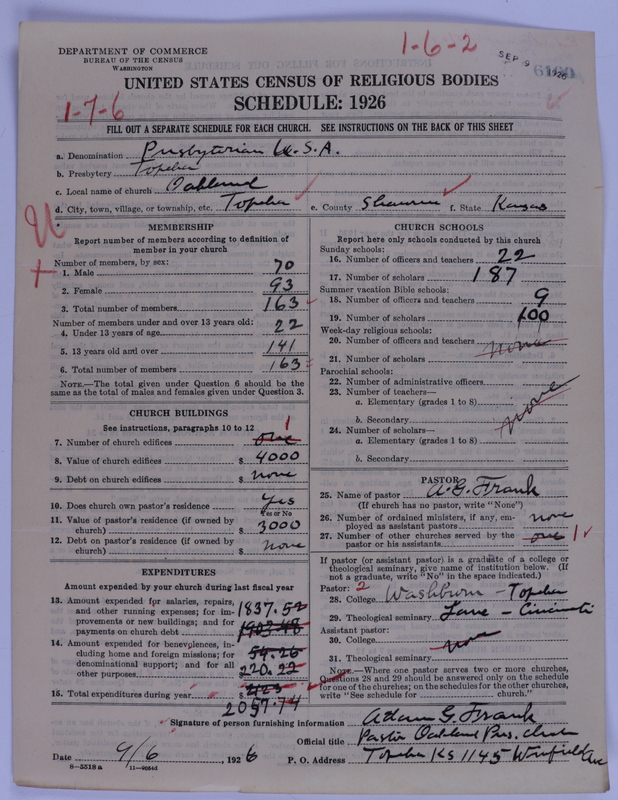 DEPARTMENT OF COMMERCE
BUREAU OF THE CENSUS
WASHINGTON
1-6-2
SEP 9 1926
UNITED STATES CENSUS OF RELIGIOUS BODIES
SCHEDULE: 1926
1-7-6
FILL OUT A SEPARATE SCHEDULE FOR EACH CHURCH. SEE INSTRUCTIONS ON THE BACK OF THIS SHEET
a. Denomination Presbyterian U.S.A.
b. Presbytery Topeka
c. Local name of church Oakland
d. City, town, village, or township, etc. Topeka e. County Shawnee f. State Kansas
MEMBERSHIP
Report number of members according to definition of
member in your church
Number of members, by sex:
1. Male 70
2. Female 93
3. Total number of members 163
Number of members under and over 13 years old:
4. Under 13 years of age 22
5. 13 years old and over 141
6. Total number of members 163
NOTE.—The total given under Question 6 should be
same as the total of males and females given under Question 3.
CHURCH BUILDINGS
See instructions, paragraphs 10 to 12
7. Number of church edifices one 1
8. Value of church edifices $ 4000
9. Debt on church edifices $ none
10. Does church own pastor's residence Yes
Yes or No
11. Value of pastor's residence (if owned by
church) $ 3000
12. Debt on pastor's residence (if owned by
church) $ none
EXPENDITURES
Amount expended by your church during last fiscal year
13. Amount expended for salaries, repairs,
and other running expenses; for im-
provements or new buildings; and for
payments on church debt $ 1837.52
14. Amount expended for benevolences, in-
cluding home and foreign missions; for
denominational support; and for all
other purposes $ 54.26
220.22
15. Total expenditures during year $
2057.74
CHURCH SCHOOLS
Report here only schools conducted by this church
Sunday schools:
16. Number of officers and teachers 22
17. Number of scholars 187
Summer vacation Bible schools:
18. Number of officers and teachers 9
19. Number of scholars 100
Week-day religious schools:
20. Number of officers and teachers none
21. Number of scholars
Parochial schools:
22. Number of administrative officers
23. Number of teachers—
a. Elementary (grades 1 to 8) none
b. Secondary
24. Number of scholars—
a. Elementary (grades 1 to 8)
b. Secondary
PASTOR
25. Name of pastor A. G. Frank
(If church has no pastor, write "None")
26. Number of ordained ministers, if any, em-
ployed as assistant pastors none
27. Number of other churches served by the
pastor or his assistants one 1
If pastor (or assistant pastor) is a graduate of a college or
theological seminary, give name of institution below. (If
not a graduate, write "No" in the space indicated.)
Pastor: 2
28. College Washburn - Topeka
29. Theological seminary Lane - Cincinnati
Assistant pastor:
30. College none
31. Theological seminary
NOTE.—Where one pastor serves two or more churches,
Questions 28 and 29 should be answered only on the schedule
for one of the churches; on the schedules for the other churches,
write "See schedule for church."
Signature of person furnishing information Adam G. Frank
Official title Pastor Oakland Pres. church
Date 9/6, 1926 P. O. Address Topeka KS 1145 Winfield Ave
8-5518 a 11-9054d